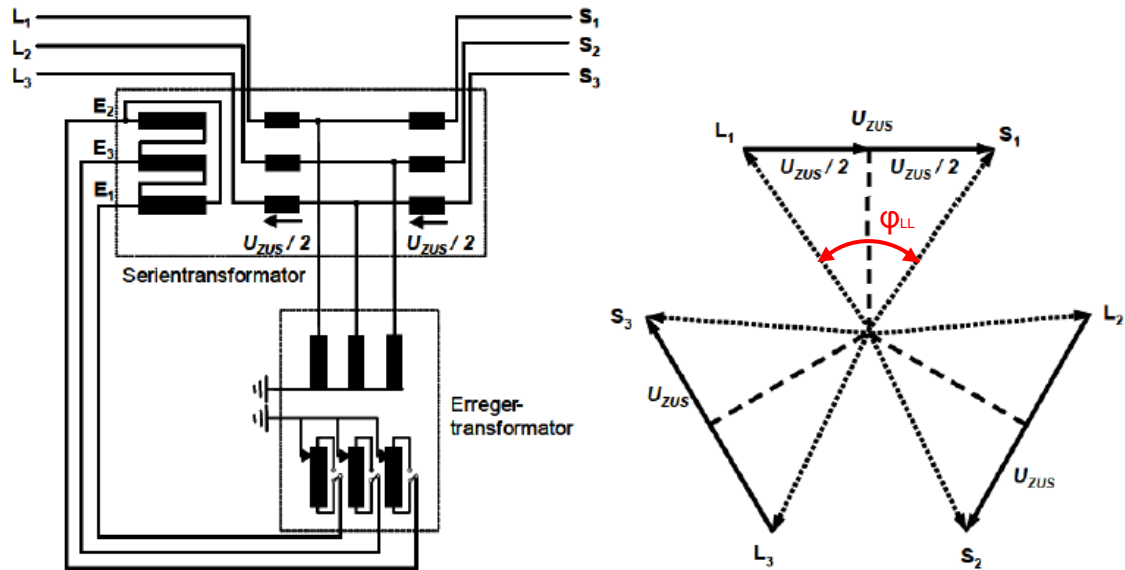 L1
L2
L3
S1
S2
S3
E2
E3
E1
UZUS / 2
UZUS / 2
Serientransformator
Erreger-
transformator
L1
UZUS
S1
UZUS / 2
UZUS / 2
φLL
S3
L2
UZUS
UZUS
L3
S2